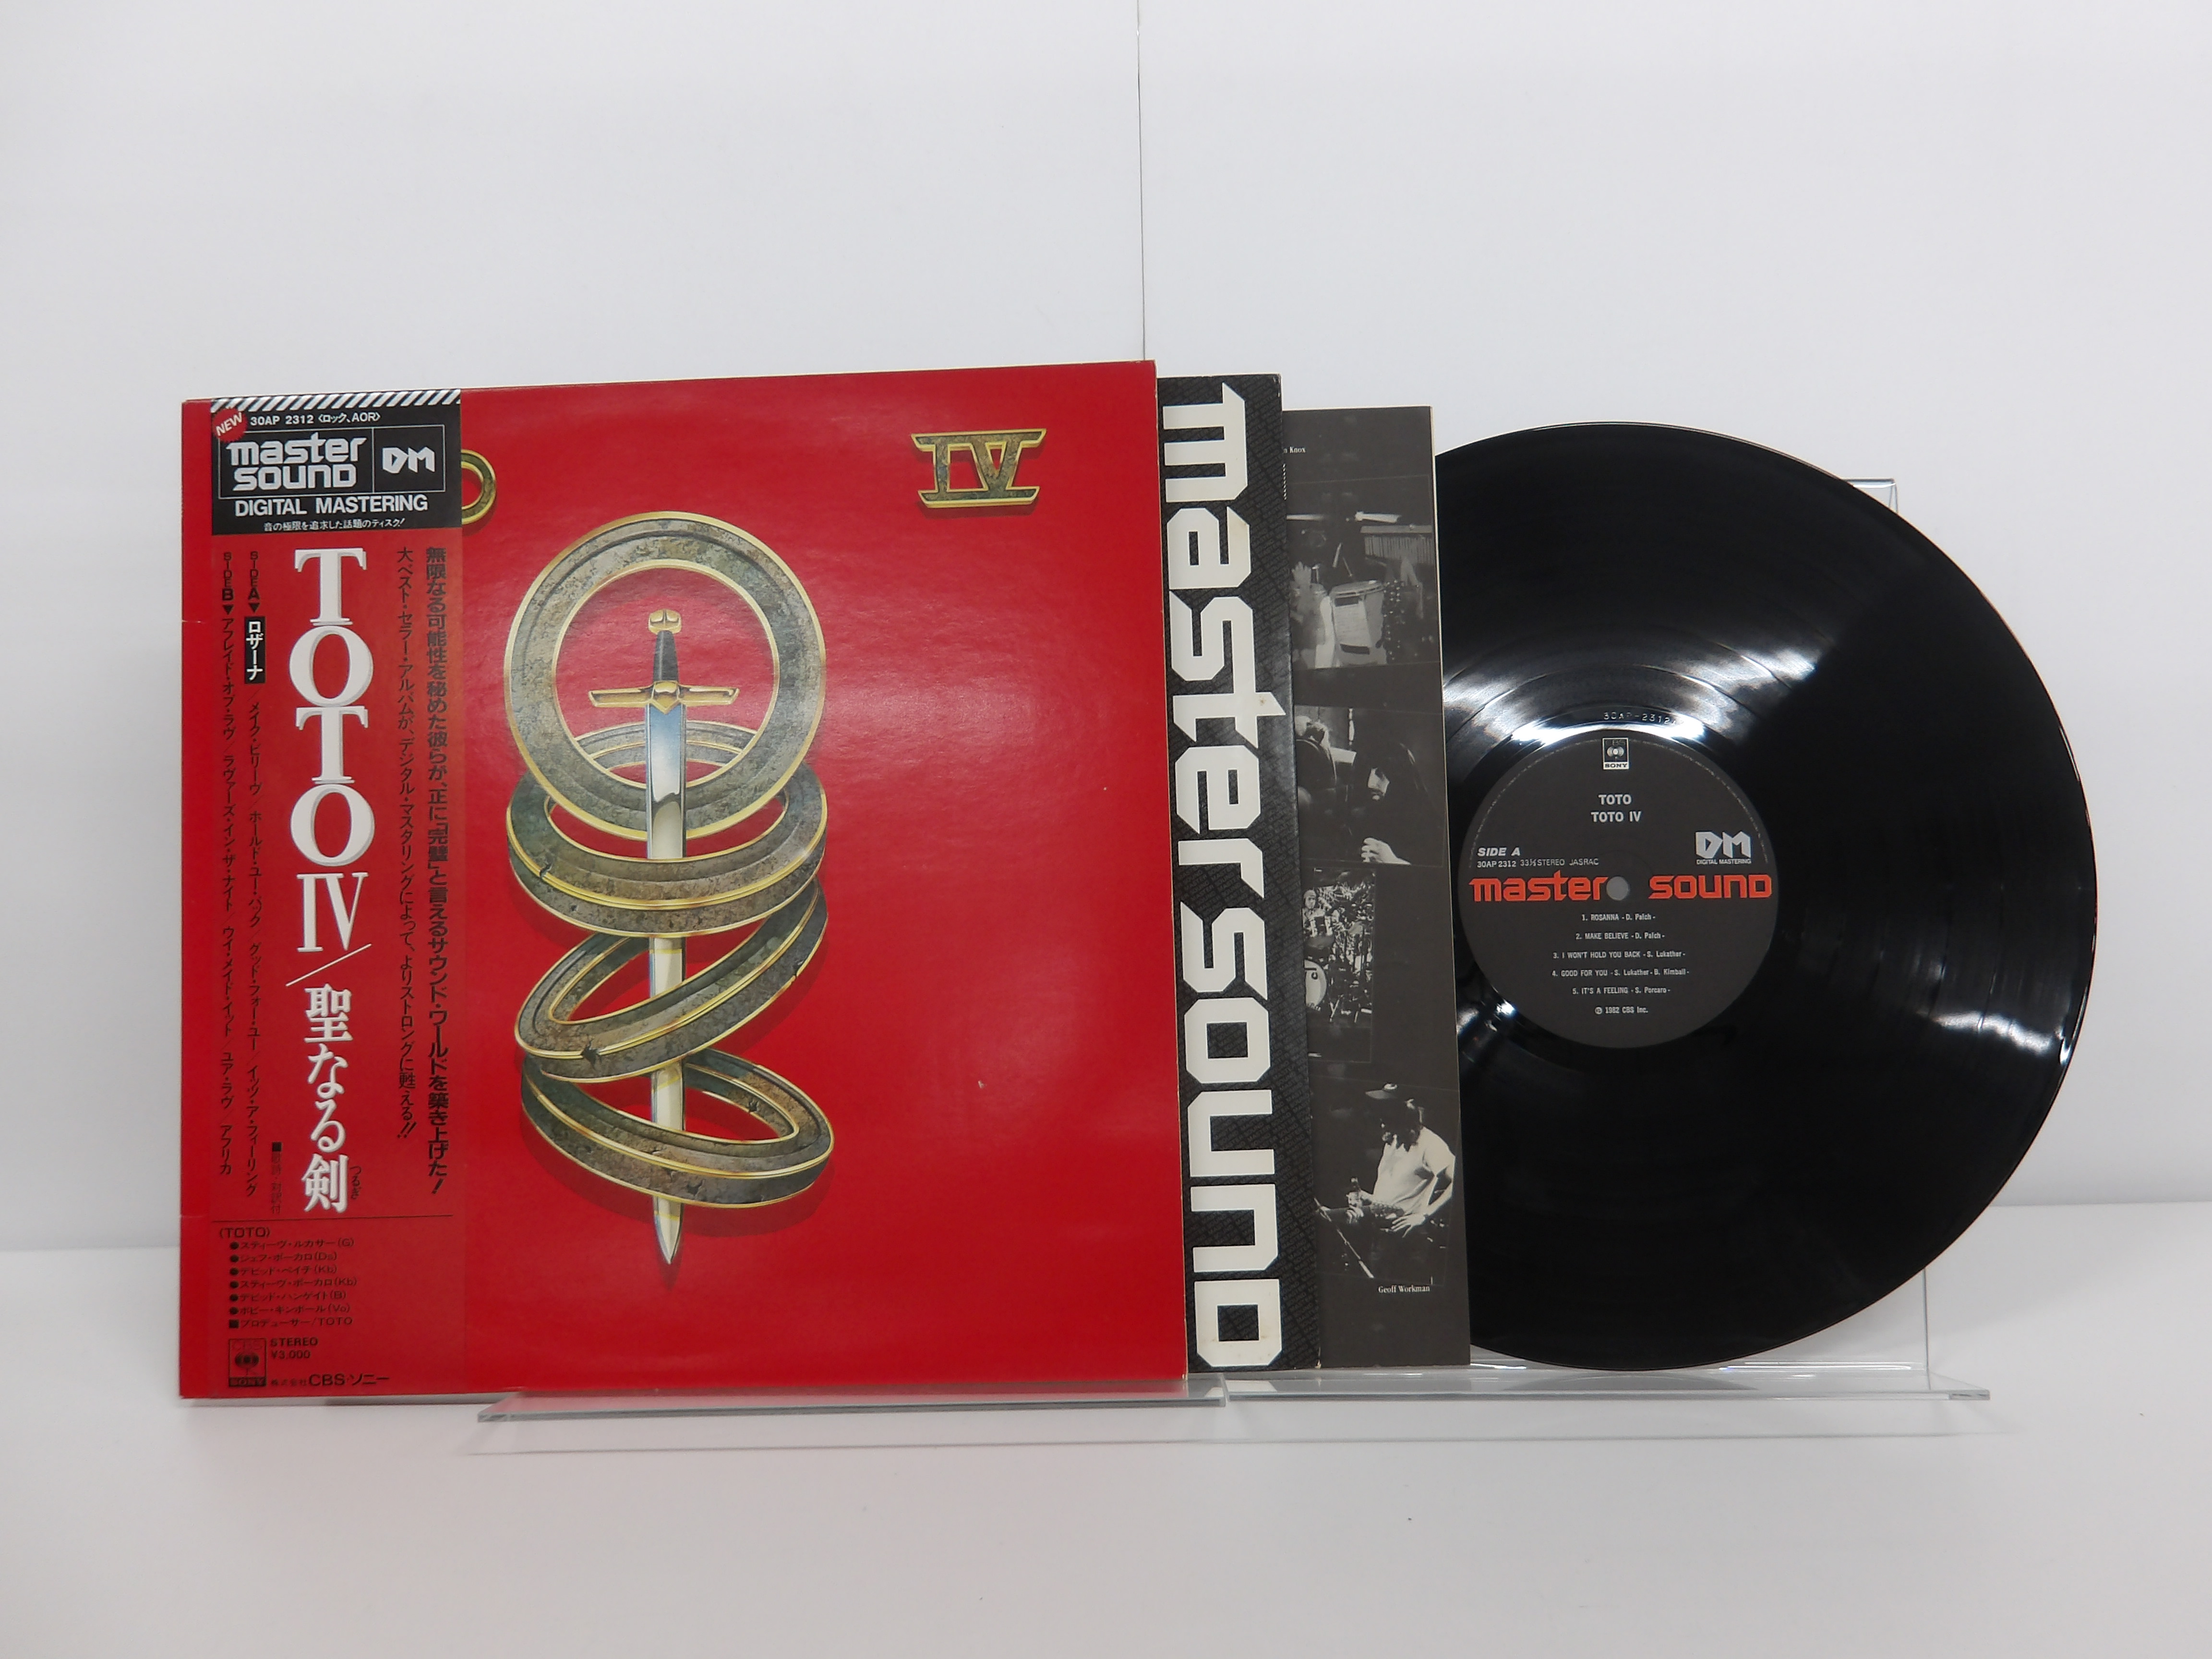 NEW
30AP 2312〈ロック、AOR〉
master
sound
DM
DIGITAL MASTERING
音の極限を追求した話題のディスク!
無限なる可能性を秘めた彼らが、正に「完璧」と言えるサウンド・ワールドを築き上げた!
大ベスト・セラー・アルバムが、デジタル・マスタリングによって、よりストロングに甦える!!
TOTO IV/聖なる剣
つるぎ
SIDE A▼ロザーナ/メイク・ビリーヴ/ホールド・ユー・バック/グッド・フォー・ユー/イッツ・ア・フィーリング
SIDE B▼アフレイド・オブ・ラヴ/ラヴァーズ・イン・ザ・ナイト/ウイ・メイド・イット/ユア・ラヴ/アフリカ
■歌詩・対訳付
〈TOTO〉
●スティーヴ・ルカサー(G)
●ジェフ・ポーカロ(Ds)
●デビッド・ペイチ(Kb)
●スティーヴ・ポーカロ(Kb)
●デビッド・ハンゲイト(B)
●ボビー・キンボール(Vo)
■プロデューサー/TOTO
STEREO
¥3,000
SONY
株式会社CBS・ソニー
IV
master sound
Knox
Geoff Workman
30AP-2312
SONY
TOTO
TOTO IV
SIDE A
30AP 2312 33⅓ STEREO JASRAC
DM
DIGITAL MASTERING
master sound
1. ROSANNA - D. Paich -
2. MAKE BELIEVE - D. Paich -
3. I WON'T HOLD YOU BACK - S. Lukather -
4. GOOD FOR YOU - S. Lukather - B. Kimball -
5. IT'S A FEELING - S. Porcaro -
℗ 1982 CBS Inc.